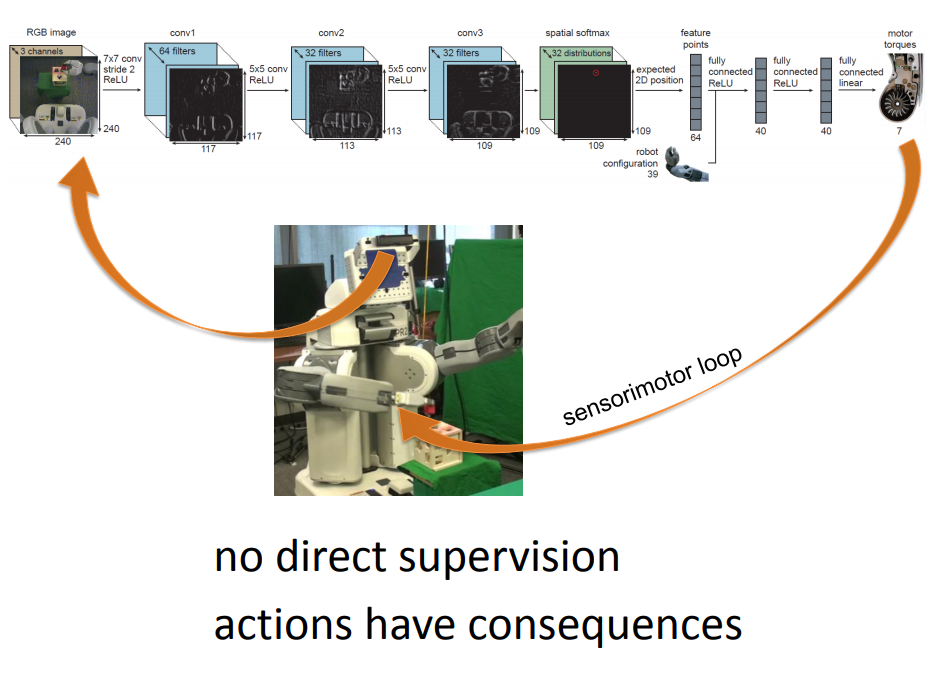 RGB image
conv1
conv2
conv3
spatial softmax
feature
points
motor
torques
3 channels
7x7 conv
stride 2
ReLU
64 filters
5x5 conv
ReLU
32 filters
5x5 conv
ReLU
32 filters
32 distributions
expected
2D position
fully
connected
ReLU
fully
connected
ReLU
fully
connected
linear
240
240
117
117
113
113
109
109
109
109
64
40
40
7
robot
configuration
39
PR2
sensorimotor loop
no direct supervision
actions have consequences